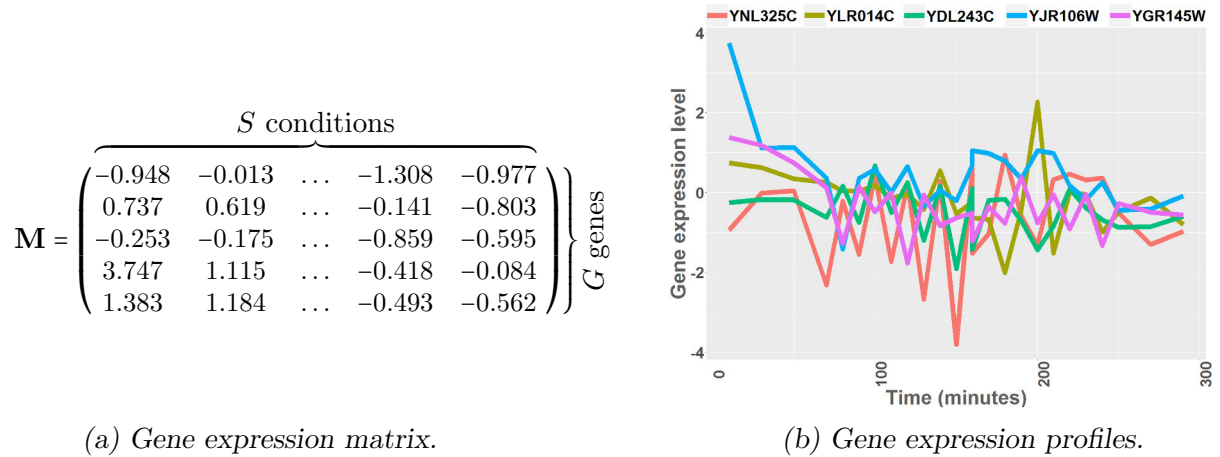 S conditions
M =
−0.948 −0.013 ... −1.308 −0.977
0.737 0.619 ... −0.141 −0.803
−0.253 −0.175 ... −0.859 −0.595
3.747 1.115 ... −0.418 −0.084
1.383 1.184 ... −0.493 −0.562
G genes
(a) Gene expression matrix.
YNL325C YLR014C YDL243C YJR106W YGR145W
Gene expression level
4
2
0
-2
-4
0 100 200 300
Time (minutes)
(b) Gene expression profiles.